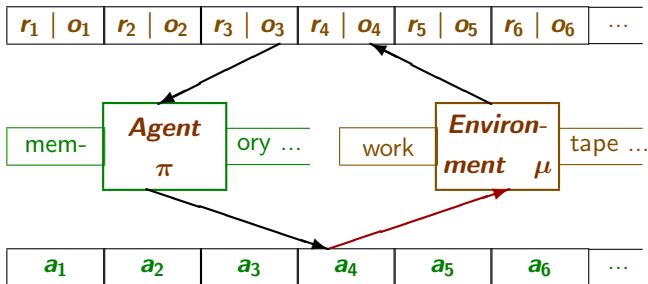 r1 | o1 r2 | o2 r3 | o3 r4 | o4 r5 | o5 r6 | o6 ...
Agent Environ-
mem- π ory ... work ment μ tape ...
a1 a2 a3 a4 a5 a6 ...